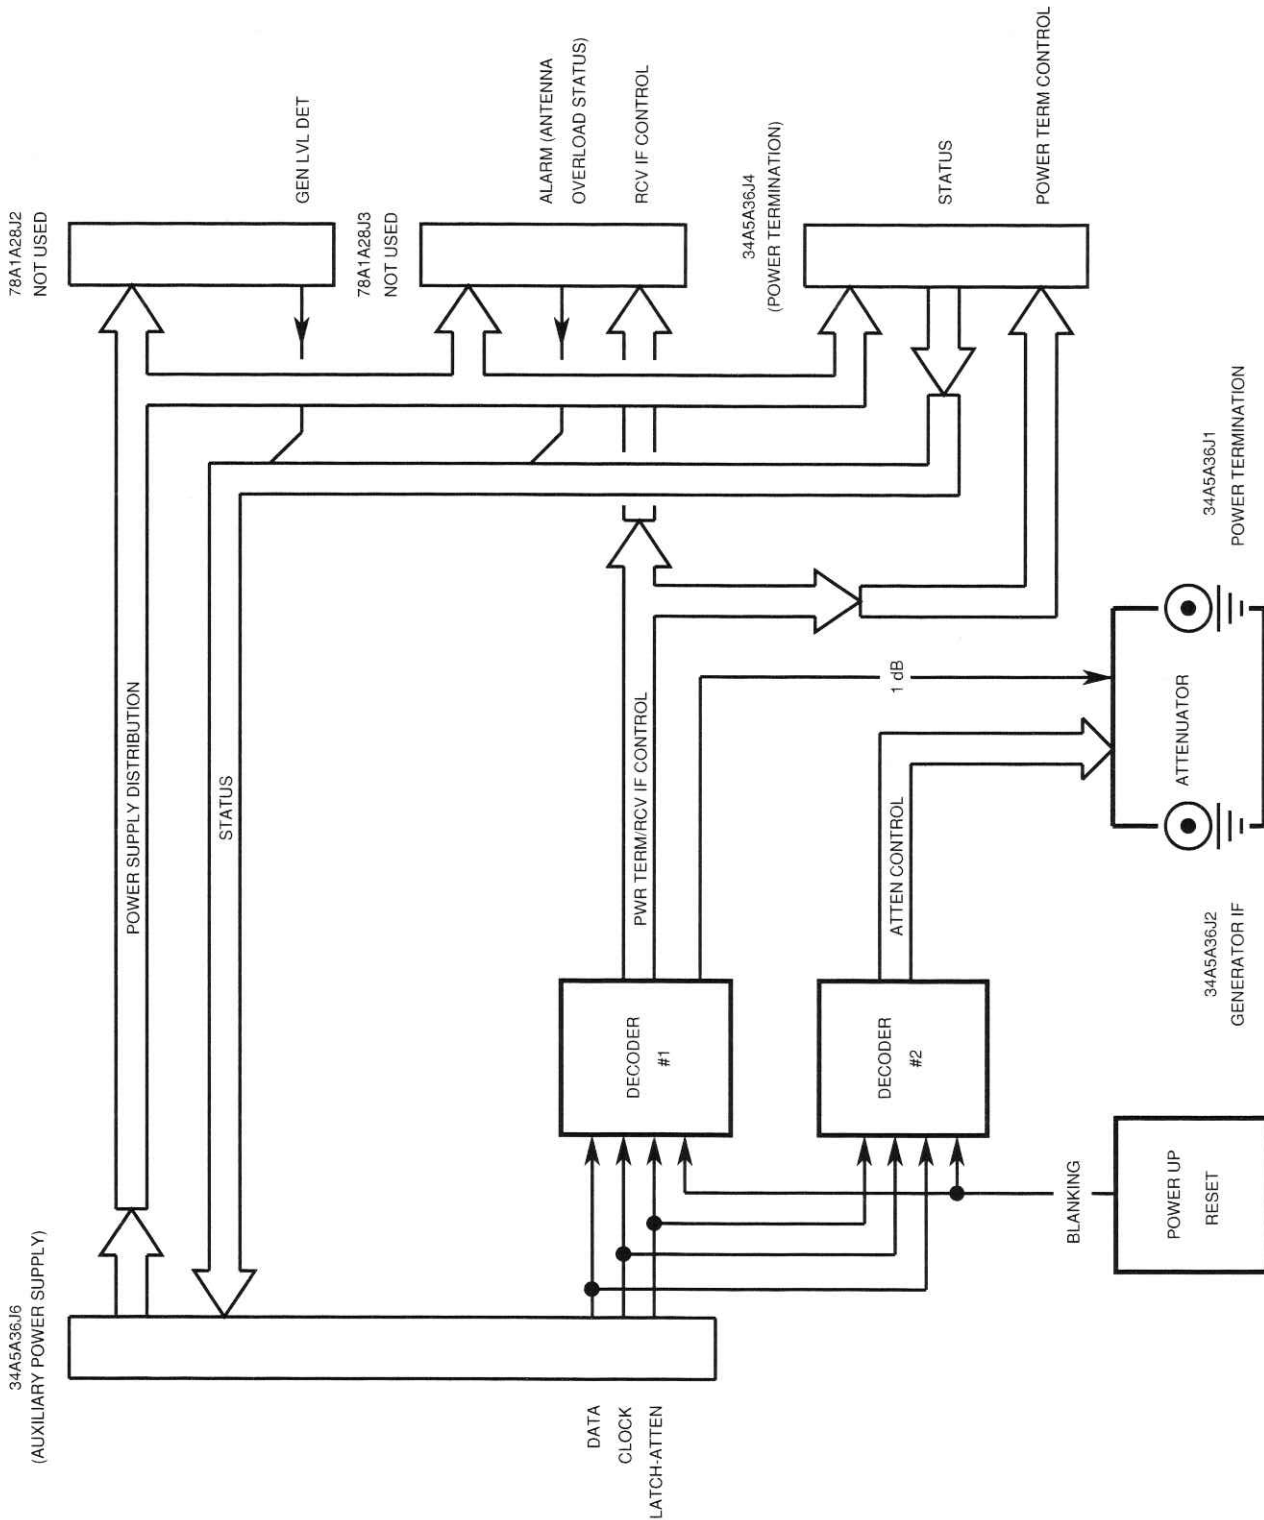 34A5A36J6
(AUXILIARY POWER SUPPLY)
POWER SUPPLY DISTRIBUTION
STATUS
78A1A28J2
NOT USED
GEN LVL DET
78A1A28J3
NOT USED
ALARM (ANTENNA
OVERLOAD STATUS)
RCV IF CONTROL
34A5A36J4
(POWER TERMINATION)
STATUS
POWER TERM CONTROL
DATA
CLOCK
LATCH-ATTEN
DECODER
#1
PWR TERM/RCV IF CONTROL
1 dB
DECODER
#2
ATTEN CONTROL
BLANKING
POWER UP
RESET
ATTENUATOR
34A5A36J2
GENERATOR IF
34A5A36J1
POWER TERMINATION